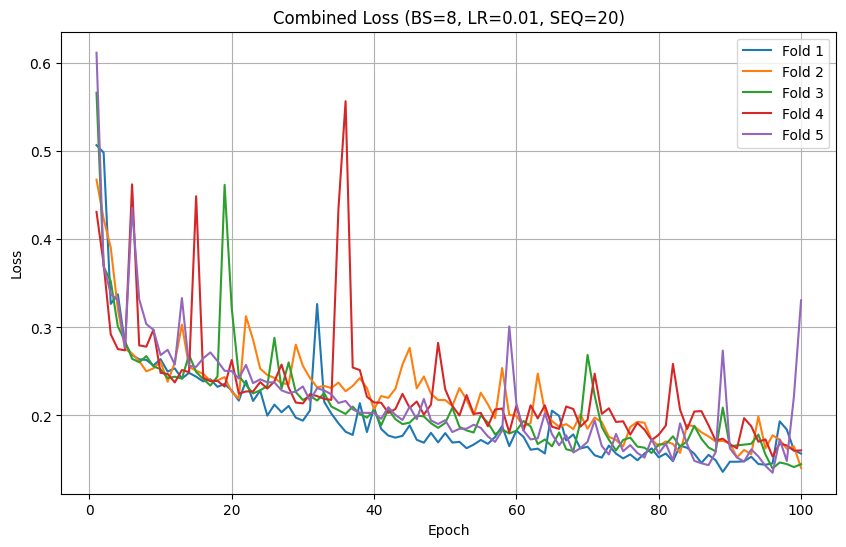 Combined Loss (BS=8, LR=0.01, SEQ=20)
Fold 1
Fold 2
Fold 3
Fold 4
Fold 5
Loss
0.6
0.5
0.4
0.3
0.2
0 20 40 60 80 100
Epoch